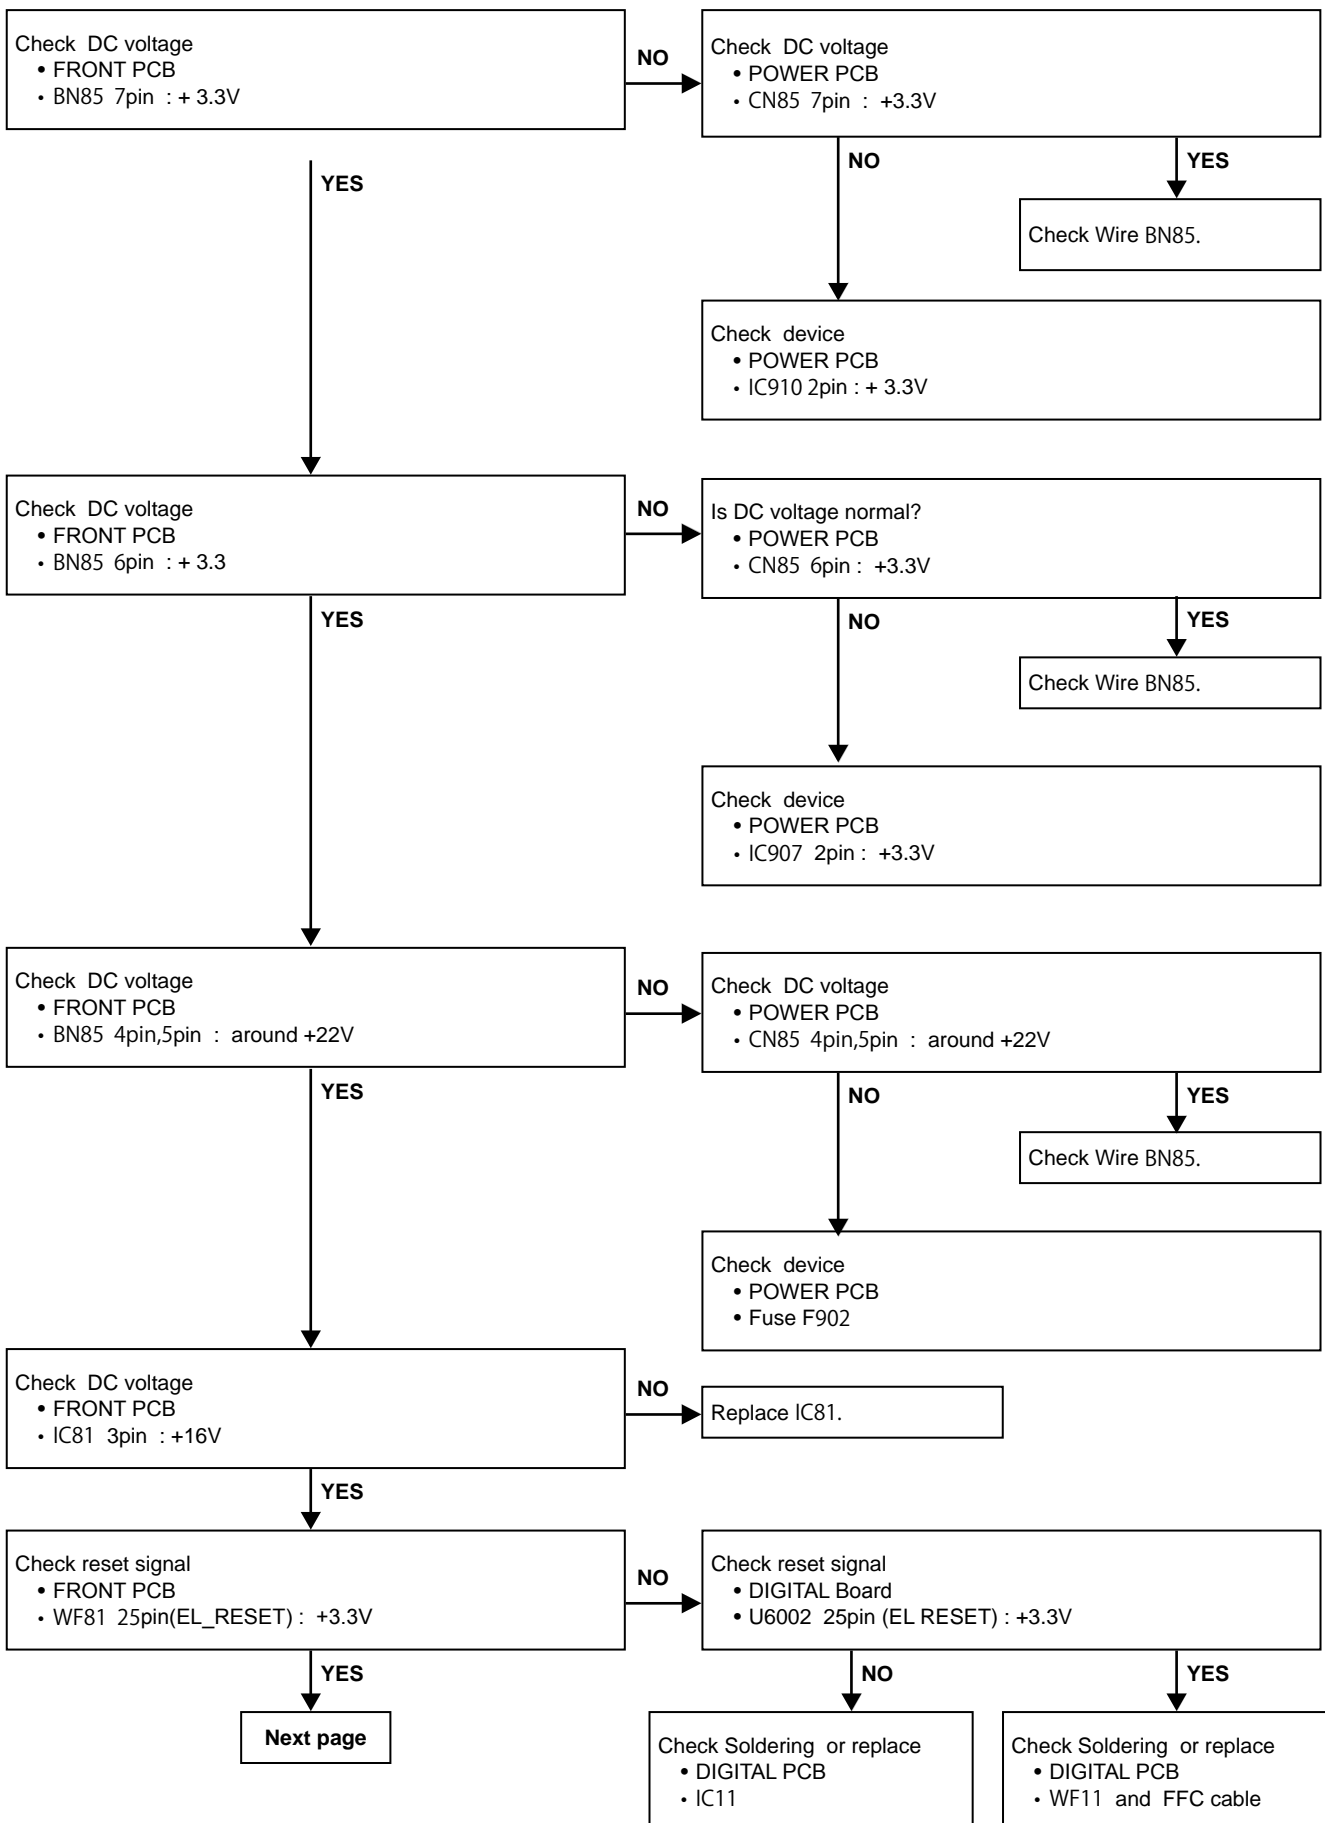 Check DC voltage
• FRONT PCB
• BN85 7pin : + 3.3V
NO
Check DC voltage
• POWER PCB
• CN85 7pin : +3.3V
YES
NO
YES
Check Wire BN85.
Check device
• POWER PCB
• IC910 2pin : + 3.3V
Check DC voltage
• FRONT PCB
• BN85 6pin : + 3.3
NO
Is DC voltage normal?
• POWER PCB
• CN85 6pin : +3.3V
YES
NO
YES
Check Wire BN85.
Check device
• POWER PCB
• IC907 2pin : +3.3V
Check DC voltage
• FRONT PCB
• BN85 4pin,5pin : around +22V
NO
Check DC voltage
• POWER PCB
• CN85 4pin,5pin : around +22V
YES
NO
YES
Check Wire BN85.
Check device
• POWER PCB
• Fuse F902
Check DC voltage
• FRONT PCB
• IC81 3pin : +16V
NO
Replace IC81.
YES
Check reset signal
• FRONT PCB
• WF81 25pin(EL_RESET) : +3.3V
NO
Check reset signal
• DIGITAL Board
• U6002 25pin (EL RESET) : +3.3V
YES
NO
YES
Next page
Check Soldering or replace
• DIGITAL PCB
• IC11
Check Soldering or replace
• DIGITAL PCB
• WF11 and FFC cable